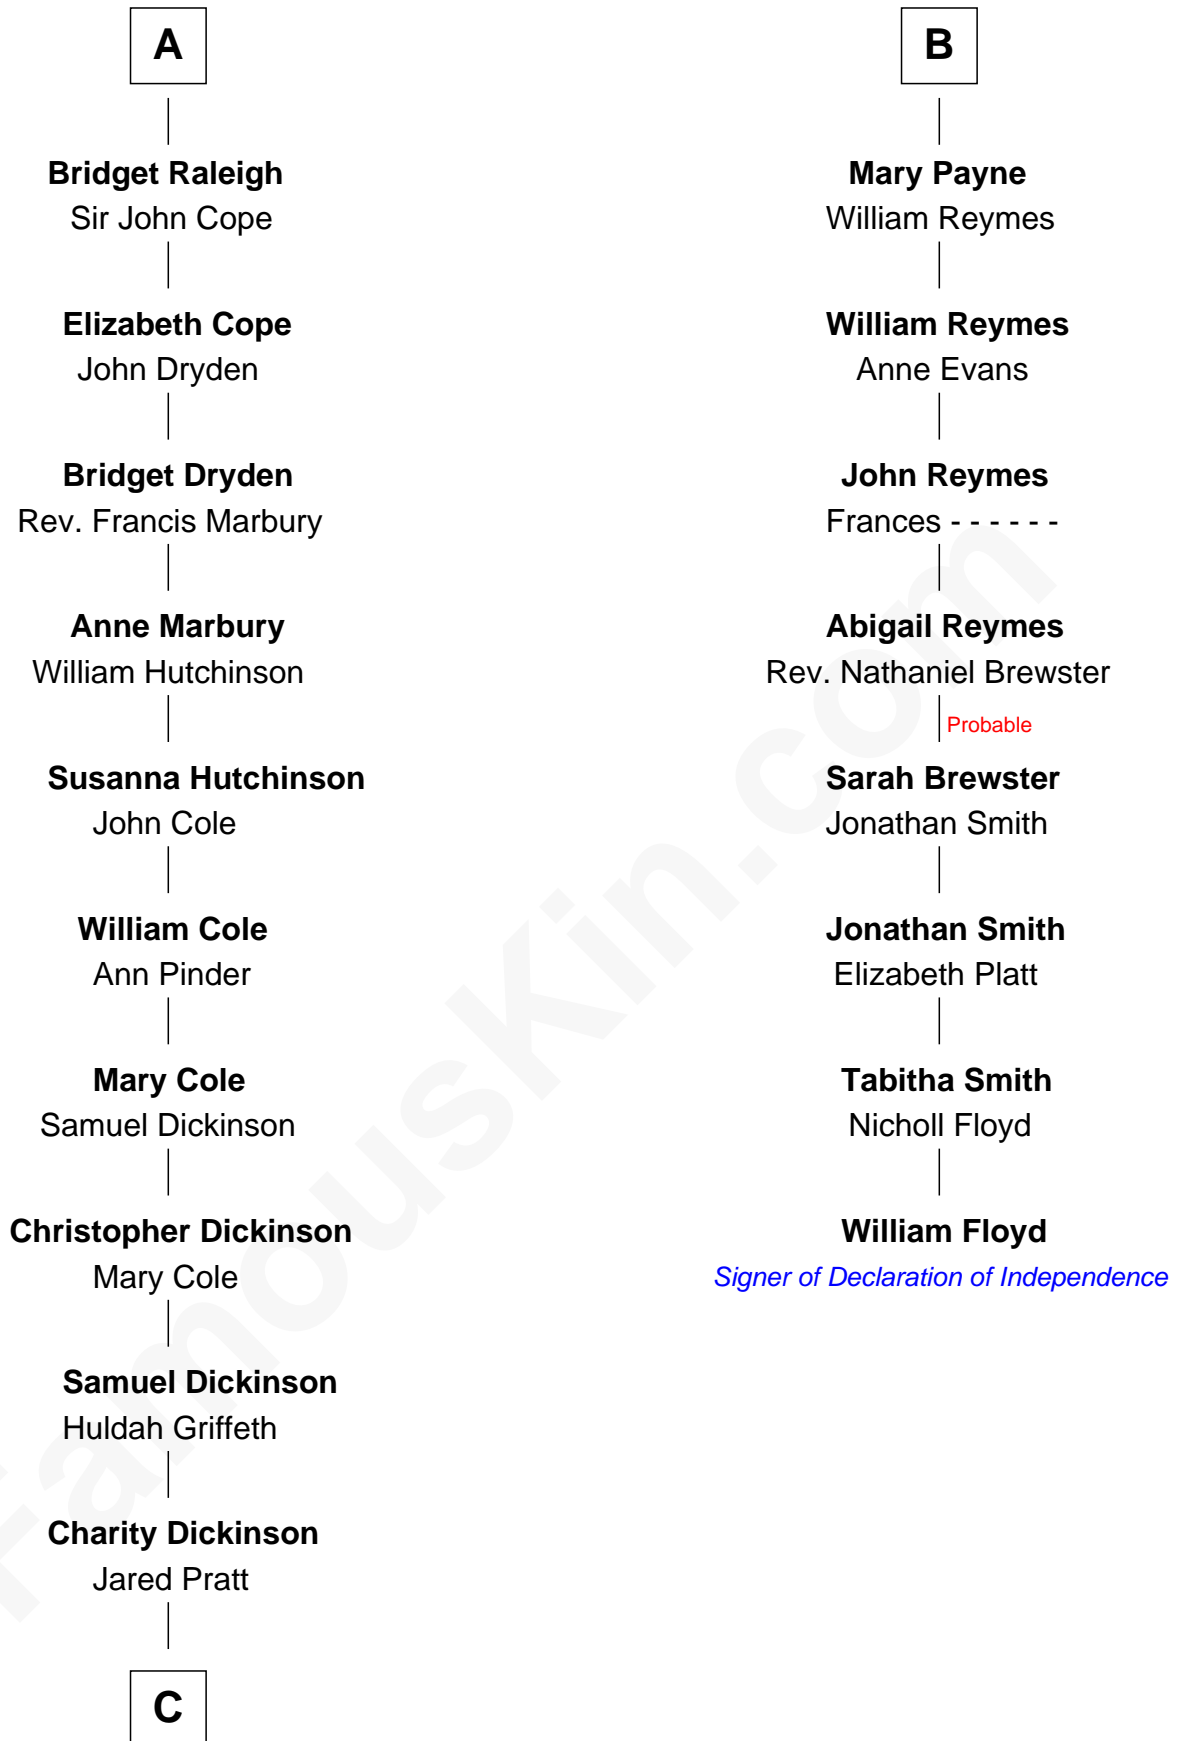 A
Bridget Raleigh
Sir John Cope
Elizabeth Cope
John Dryden
Bridget Dryden
Rev. Francis Marbury
Anne Marbury
William Hutchinson
Susanna Hutchinson
John Cole
William Cole
Ann Pinder
Mary Cole
Samuel Dickinson
Christopher Dickinson
Mary Cole
Samuel Dickinson
Huldah Griffeth
Charity Dickinson
Jared Pratt
C
B
Mary Payne
William Reymes
William Reymes
Anne Evans
John Reymes
Frances - - - - - -
Abigail Reymes
Rev. Nathaniel Brewster
Probable
Sarah Brewster
Jonathan Smith
Jonathan Smith
Elizabeth Platt
Tabitha Smith
Nicholl Floyd
William Floyd
Signer of Declaration of Independence
FamousKin.com